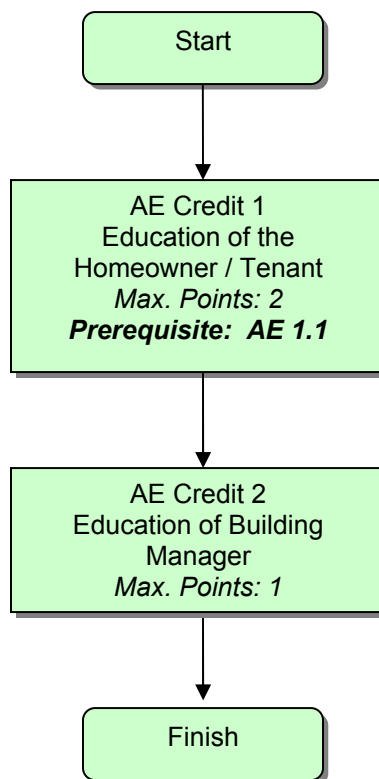 Start
AE Credit 1
Education of the
Homeowner / Tenant
Max. Points: 2
Prerequisite: AE 1.1
AE Credit 2
Education of Building
Manager
Max. Points: 1
Finish